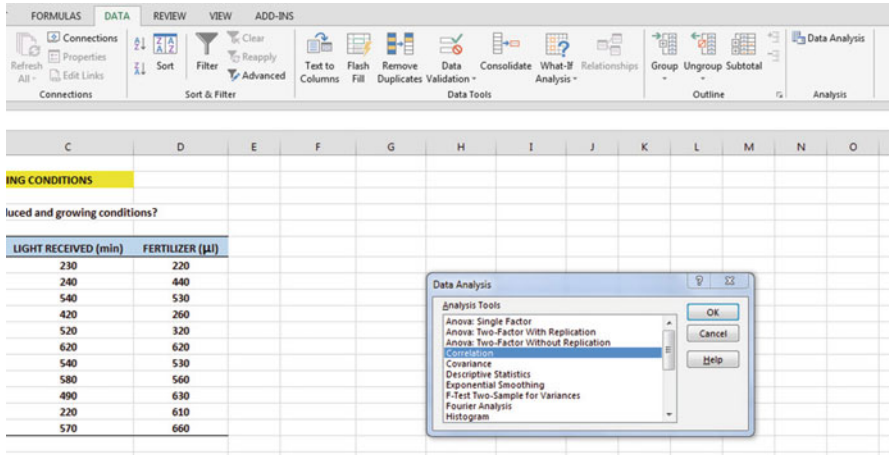 FORMULAS DATA REVIEW VIEW ADD-INS
Connections
Properties
Edit Links
Refresh
All
Connections
Sort
Filter
Clear
Reapply
Advanced
Sort & Filter
Text to
Columns
Flash
Fill
Remove
Duplicates
Data
Validation
Consolidate
What-If
Analysis
Relationships
Data Tools
Group
Ungroup
Subtotal
Outline
Data Analysis
Analysis
C D E F G H I J K L M N O
ING CONDITIONS
luced and growing conditions?
LIGHT RECEIVED (min) FERTILIZER (µl)
230 220
240 440
540 530
420 260
520 320
620 620
540 530
580 560
490 630
220 610
570 660
Data Analysis
Analysis Tools
Anova: Single Factor
Anova: Two-Factor With Replication
Anova: Two-Factor Without Replication
Correlation
Covariance
Descriptive Statistics
Exponential Smoothing
F-Test Two-Sample for Variances
Fourier Analysis
Histogram
OK
Cancel
Help